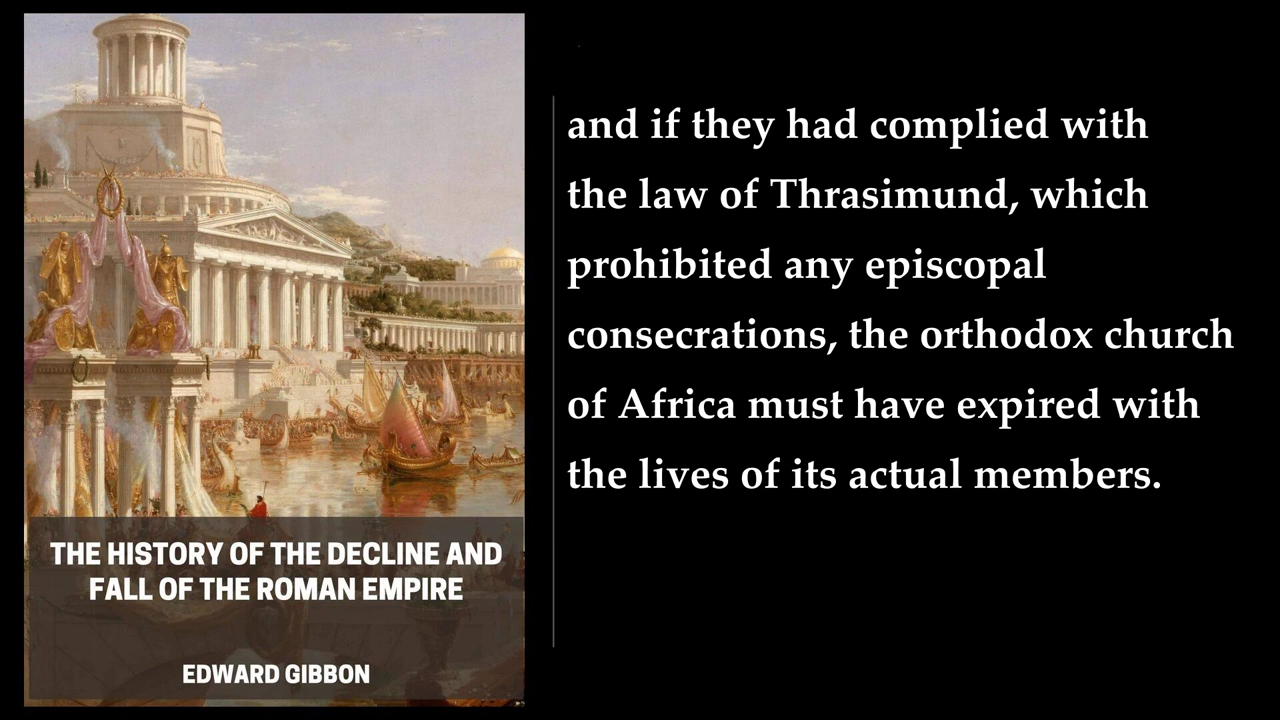 and if they had complied with
the law of Thrasimund, which
prohibited any episcopal
consecrations, the orthodox church
of Africa must have expired with
the lives of its actual members.
THE HISTORY OF THE DECLINE AND
FALL OF THE ROMAN EMPIRE
EDWARD GIBBON